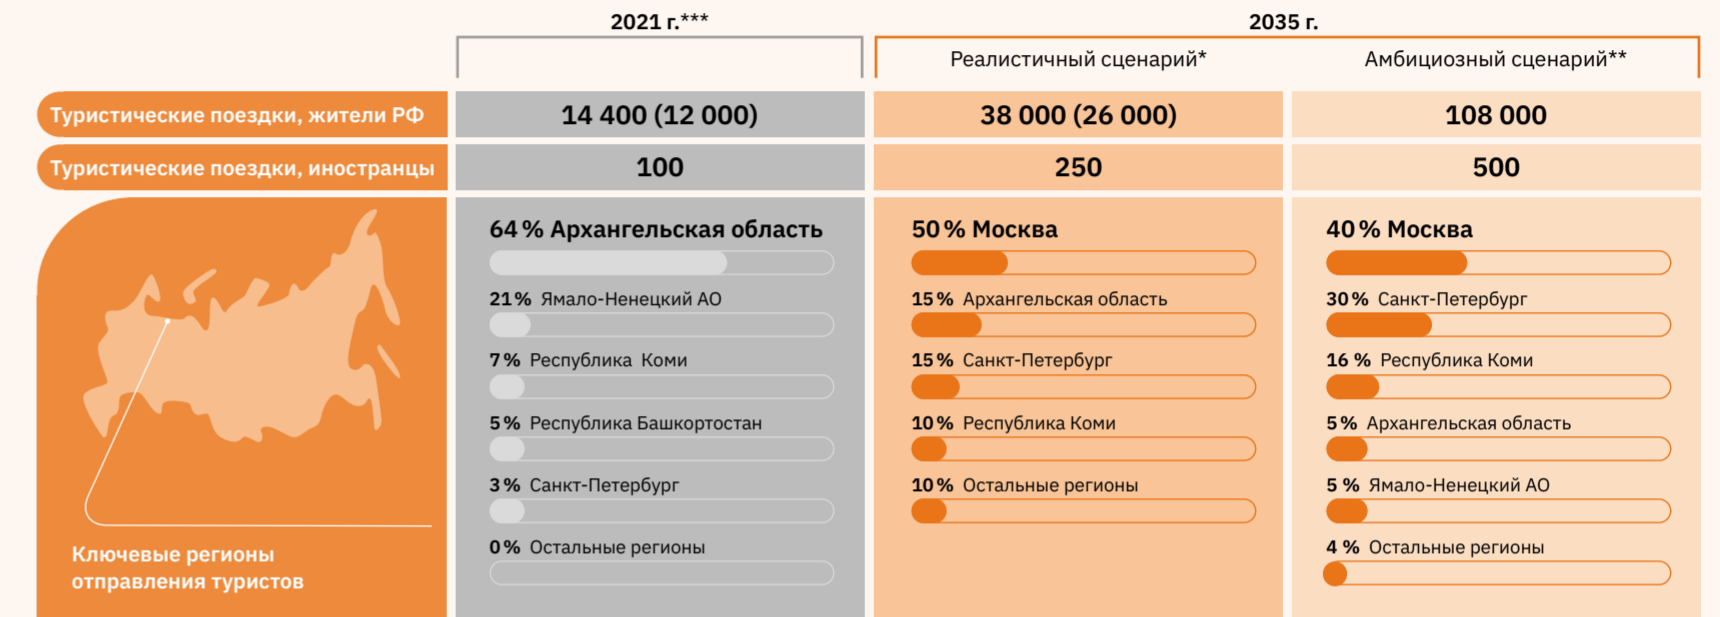 2021 г.***
2035 г.
Реалистичный сценарий*
Амбициозный сценарий**
Туристические поездки, жители РФ
14 400 (12 000)
38 000 (26 000)
108 000
Туристические поездки, иностранцы
100
250
500
Ключевые регионы
отправления туристов
64 % Архангельская область
21 % Ямало-Ненецкий АО
7 % Республика Коми
5 % Республика Башкортостан
3 % Санкт-Петербург
0 % Остальные регионы
50 % Москва
15 % Архангельская область
15 % Санкт-Петербург
10 % Республика Коми
10 % Остальные регионы
40 % Москва
30 % Санкт-Петербург
16 % Республика Коми
5 % Архангельская область
5 % Ямало-Ненецкий АО
4 % Остальные регионы